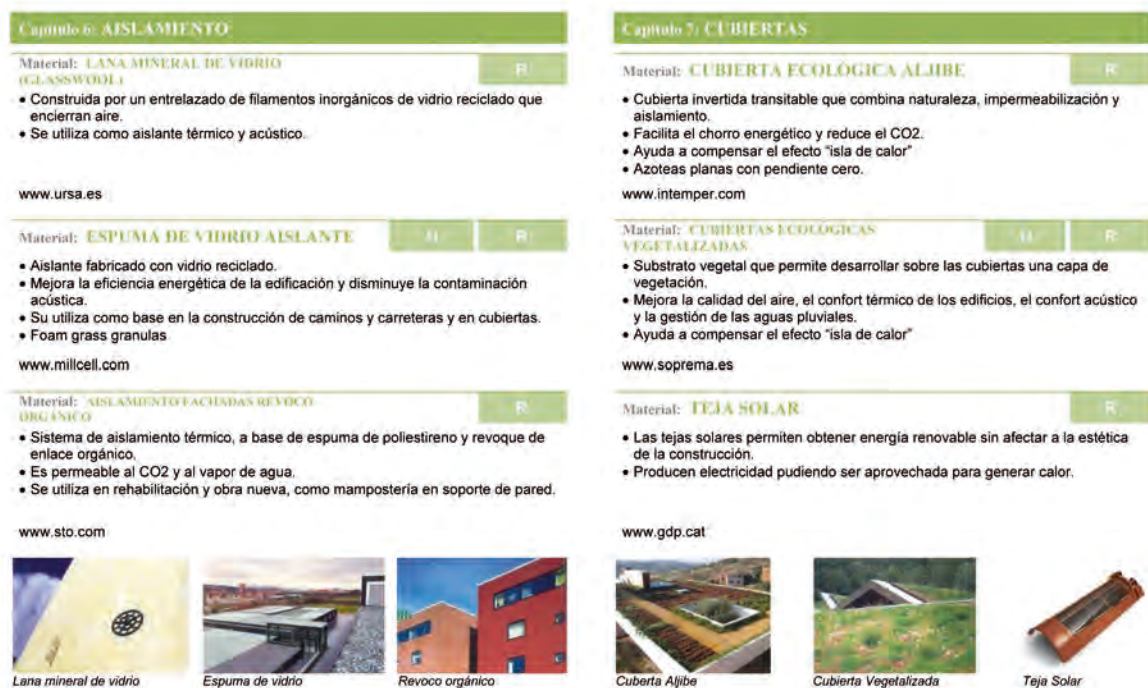 Capítulo 6: AISLAMIENTO
Material: LANA MINERAL DE VIDRIO
(GLASSWOOL)
R
• Construida por un entrelazado de filamentos inorgánicos de vidrio reciclado que
encierran aire.
• Se utiliza como aislante térmico y acústico.
www.ursa.es
Material: ESPUMA DE VIDRIO AISLANTE
R
• Aislante fabricado con vidrio reciclado.
• Mejora la eficiencia energética de la edificación y disminuye la contaminación
acústica.
• Su utiliza como base en la construcción de caminos y carreteras y en cubiertas.
• Foam grass granulas
www.millcell.com
Material: AISLAMIENTO FACHADAS REVOCO
ORGÁNICO
R
• Sistema de aislamiento térmico, a base de espuma de poliestireno y revoque de
enlace orgánico.
• Es permeable al CO2 y al vapor de agua.
• Se utiliza en rehabilitación y obra nueva, como mampostería en soporte de pared.
www.sto.com
Lana mineral de vidrio
Espuma de vidrio
Revoco orgánico
Capítulo 7: CUBIERTAS
Material: CUBIERTA ECOLÓGICA ALJIBE
R
• Cubierta invertida transitable que combina naturaleza, impermeabilización y
aislamiento.
• Facilita el chorro energético y reduce el CO2.
• Ayuda a compensar el efecto "isla de calor"
• Azoteas planas con pendiente cero.
www.intemper.com
Material: CUBIERTAS ECOLÓGICAS
VEGETALIZADAS
R
• Substrato vegetal que permite desarrollar sobre las cubiertas una capa de
vegetación.
• Mejora la calidad del aire, el confort térmico de los edificios, el confort acústico
y la gestión de las aguas pluviales.
• Ayuda a compensar el efecto "isla de calor"
www.soprema.es
Material: TEJA SOLAR
R
• Las tejas solares permiten obtener energía renovable sin afectar a la estética
de la construcción.
• Producen electricidad pudiendo ser aprovechada para generar calor.
www.gdp.cat
Cuberta Aljibe
Cubierta Vegetalizada
Teja Solar